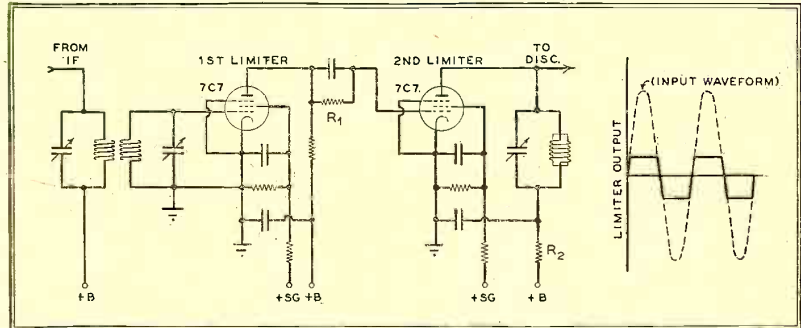 FROM
IF
1ST LIMITER
2ND LIMITER
TO
DISC.
7C7
7C7.
R1
R2
+B
+SG
+B
+SG
+B
(INPUT WAVEFORM)
LIMITER OUTPUT